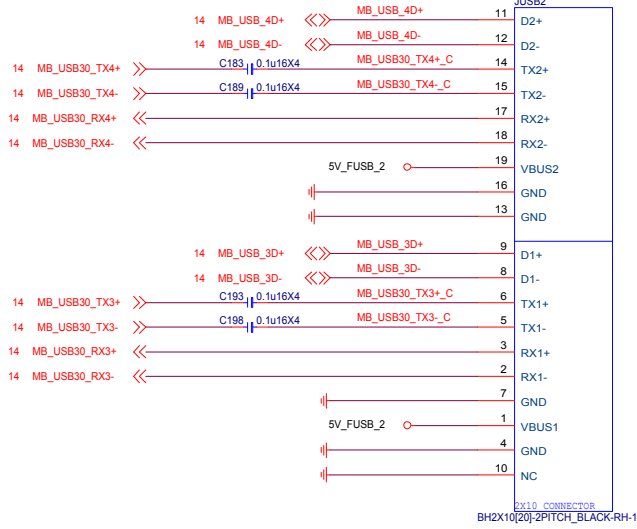 JUSB2
14 MB_USB_4D+ MB_USB_4D+ 11 D2+
14 MB_USB_4D- MB_USB_4D- 12 D2-
14 MB_USB30_TX4+ C183 0.1u16X4 MB_USB30_TX4+_C 14 TX2+
14 MB_USB30_TX4- C189 0.1u16X4 MB_USB30_TX4-_C 15 TX2-
14 MB_USB30_RX4+ 17 RX2+
14 MB_USB30_RX4- 18 RX2-
5V_FUSB_2 19 VBUS2
16 GND
13 GND
14 MB_USB_3D+ MB_USB_3D+ 9 D1+
14 MB_USB_3D- MB_USB_3D- 8 D1-
14 MB_USB30_TX3+ C193 0.1u16X4 MB_USB30_TX3+_C 6 TX1+
14 MB_USB30_TX3- C198 0.1u16X4 MB_USB30_TX3-_C 5 TX1-
14 MB_USB30_RX3+ 3 RX1+
14 MB_USB30_RX3- 2 RX1-
7 GND
5V_FUSB_2 1 VBUS1
4 GND
10 NC
2X10 CONNECTOR
BH2X10[20]-2PITCH_BLACK-RH-1